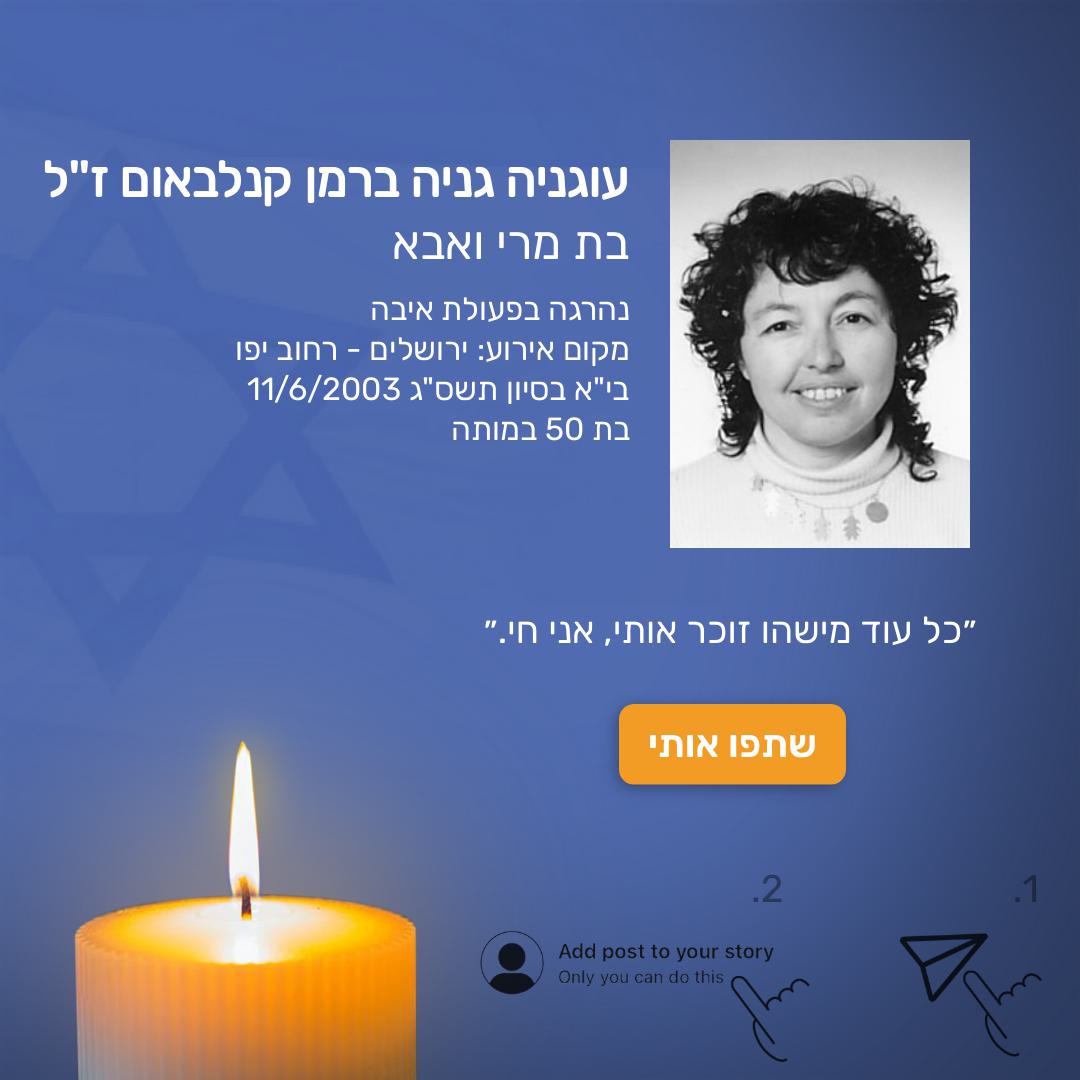 עוגניה גניה ברמן קנלבאום ז"ל
בת מרי ואבא
נהרגה בפעולת איבה
מקום אירוע: ירושלים - רחוב יפו
בי"א בסיון תשס"ג 11/6/2003
בת 50 במותה
״כל עוד מישהו זוכר אותי, אני חי.״
שתפו אותי
1.
2.
Add post to your story
Only you can do this